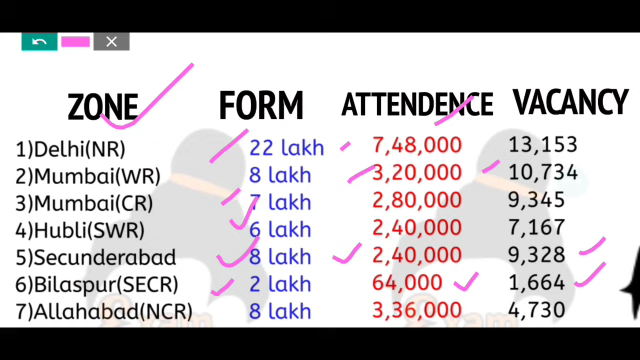 ZONE FORM ATTENDENCE VACANCY
1)Delhi(NR) 22 lakh 7,48,000 13,153
2)Mumbai(WR) 8 lakh 3,20,000 10,734
3)Mumbai(CR) 7 lakh 2,80,000 9,345
4)Hubli(SWR) 6 lakh 2,40,000 7,167
5)Secunderabad 8 lakh 2,40,000 9,328
6)Bilaspur(SECR) 2 lakh 64,000 1,664
7)Allahabad(NCR) 8 lakh 3,36,000 4,730